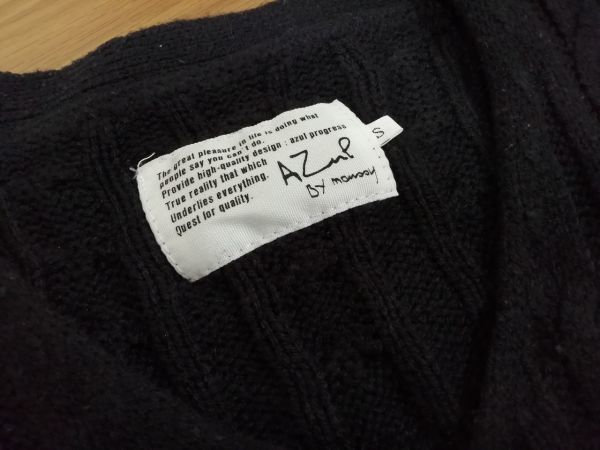 The great pleasure in life is doing what
people say you can't do.
Provide high-quality design : azul progress
True reality that which
Underlies everything.
Quest for quality.
AZuL
BY moussy
S